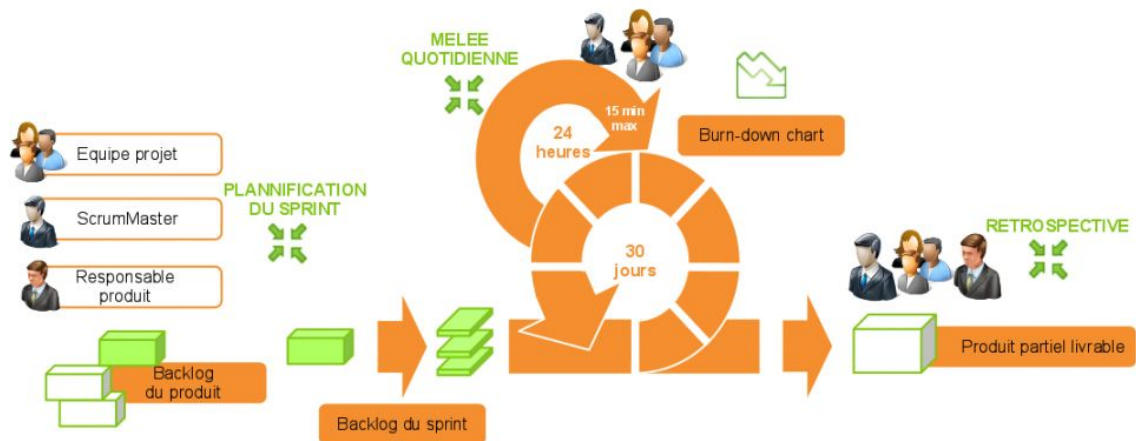 MELEE
QUOTIDIENNE
15 min
max
24
heures
Burn-down chart
Equipe projet
PLANNIFICATION
DU SPRINT
ScrumMaster
RETROSPECTIVE
30
jours
Responsable
produit
Backlog
du produit
Produit partiel livrable
Backlog du sprint